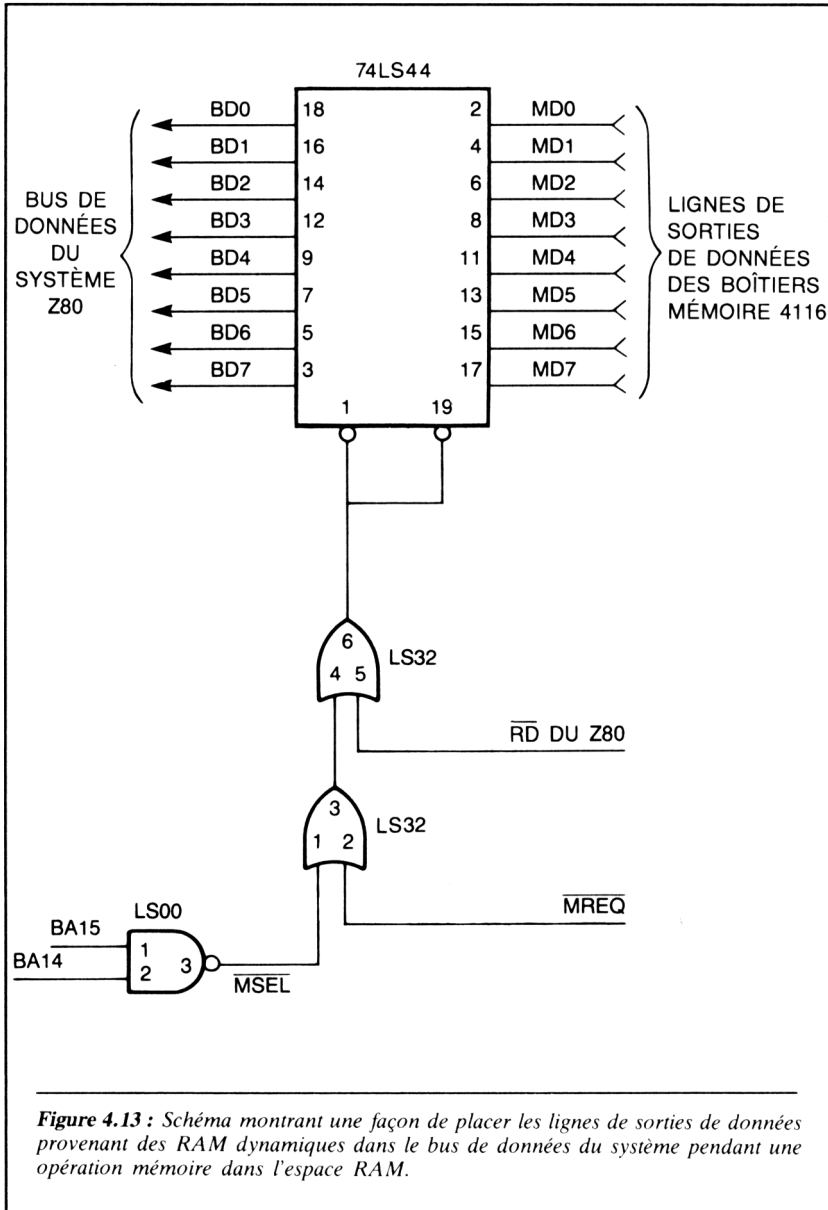 74LS44
BD0 18 2 MD0
BD1 16 4 MD1
BD2 14 6 MD2
BD3 12 8 MD3
BD4 9 11 MD4
BD5 7 13 MD5
BD6 5 15 MD6
BD7 3 17 MD7
1 19
BUS DE
DONNÉES
DU
SYSTÈME
Z80
LIGNES DE
SORTIES
DE DONNÉES
DES BOÎTIERS
MÉMOIRE 4116
6
4 5
LS32
RD DU Z80
3
1 2
LS32
MREQ
LS00
BA15
BA14
1
2
3
MSEL
Figure 4.13 : Schéma montrant une façon de placer les lignes de sorties de données
provenant des RAM dynamiques dans le bus de données du système pendant une
opération mémoire dans l'espace RAM.